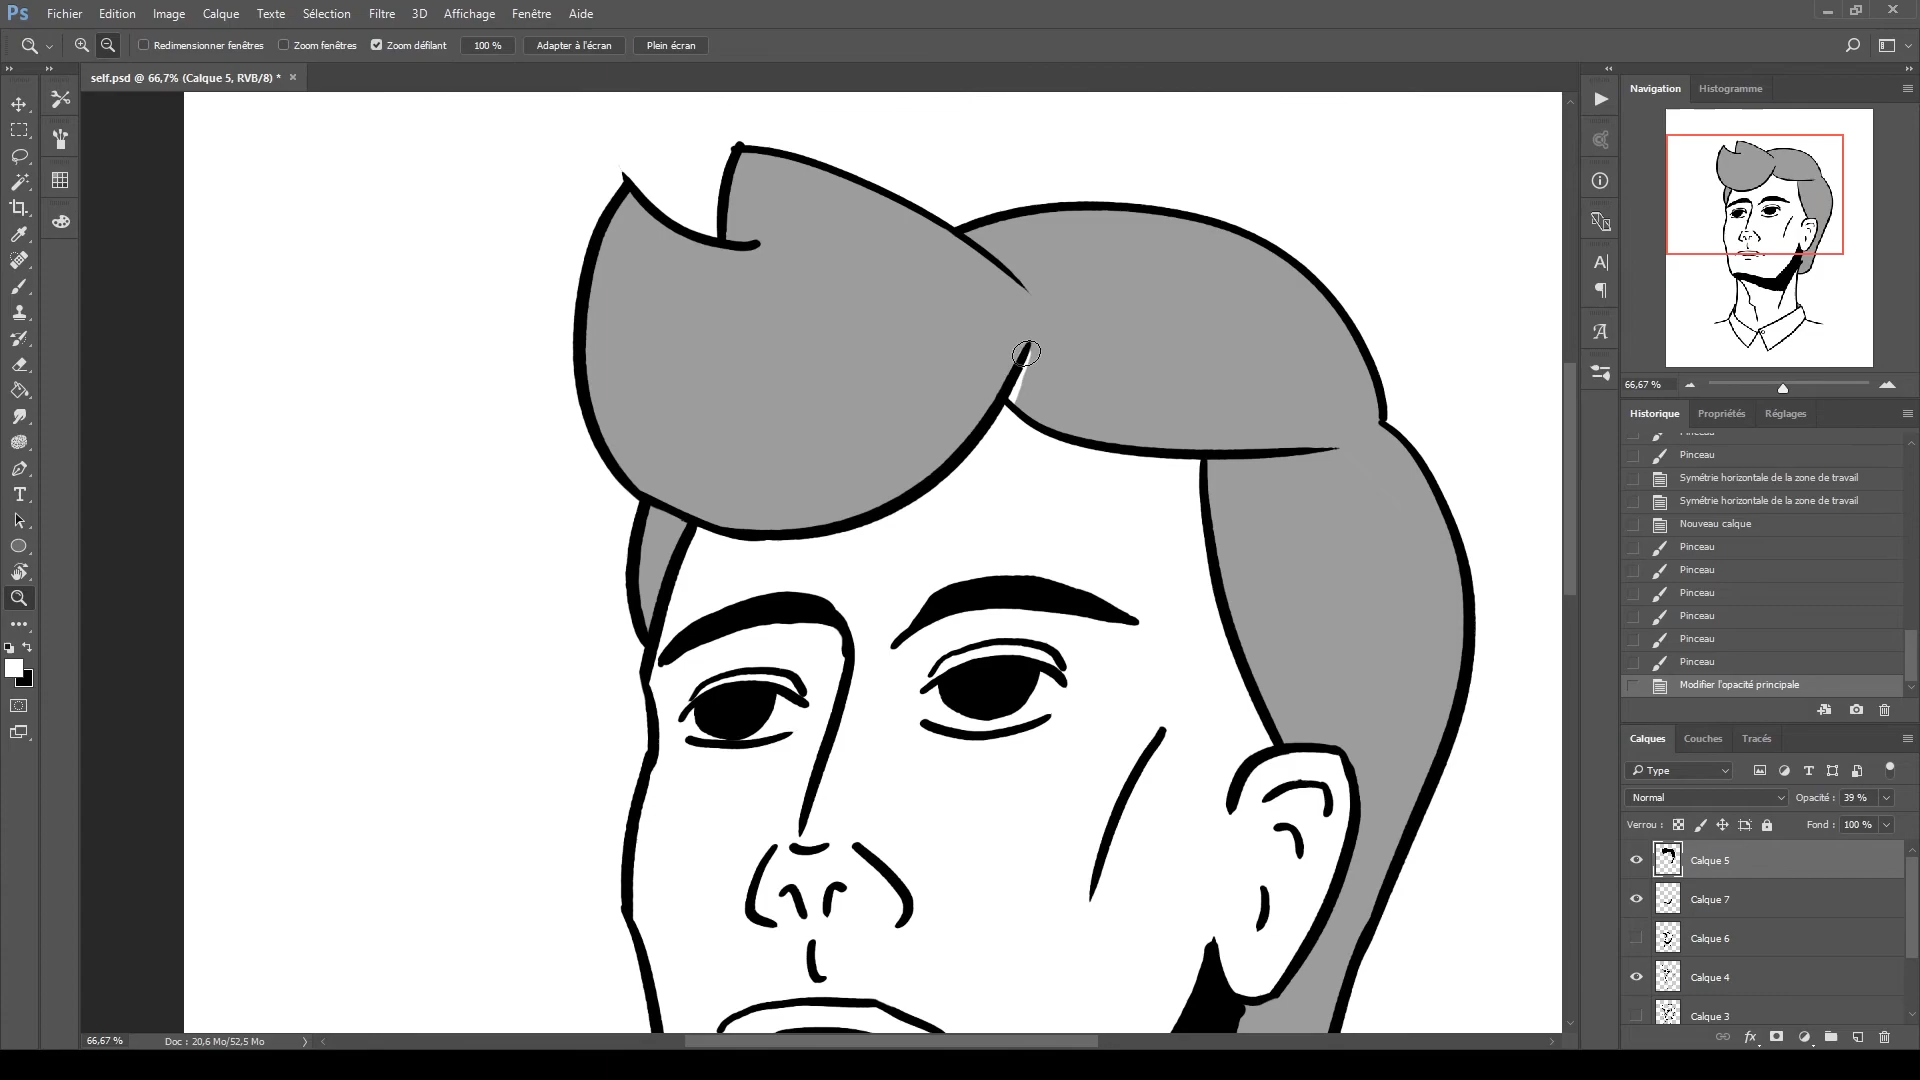 Ps Fichier Edition Image Calque Texte Sélection Filtre 3D Affichage Fenêtre Aide
Redimensionner fenêtres Zoom fenêtres Zoom défilant 100 % Adapter à l'écran Plein écran
self.psd @ 66,7% (Calque 5, RVB/8) * ×
Navigation Histogramme
66,67 %
Historique Propriétés Réglages
Pinceau
Pinceau
Symétrie horizontale de la zone de travail
Symétrie horizontale de la zone de travail
Nouveau calque
Pinceau
Pinceau
Pinceau
Pinceau
Pinceau
Pinceau
Modifier l'opacité principale
Calques Couches Tracés
Type
Normal Opacité : 39 %
Verrou : Fond : 100 %
Calque 5
Calque 7
Calque 6
Calque 4
Calque 3
66,67 % Doc : 20,6 Mo/52,5 Mo